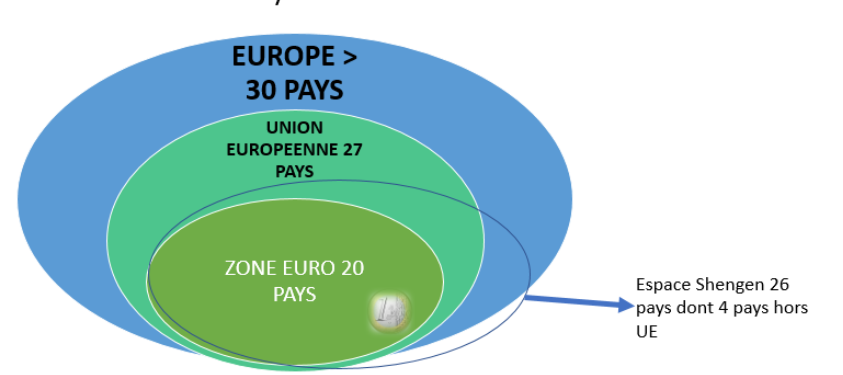 EUROPE >
30 PAYS
UNION
EUROPEENNE 27
PAYS
ZONE EURO 20
PAYS
Espace Shengen 26
pays dont 4 pays hors
UE